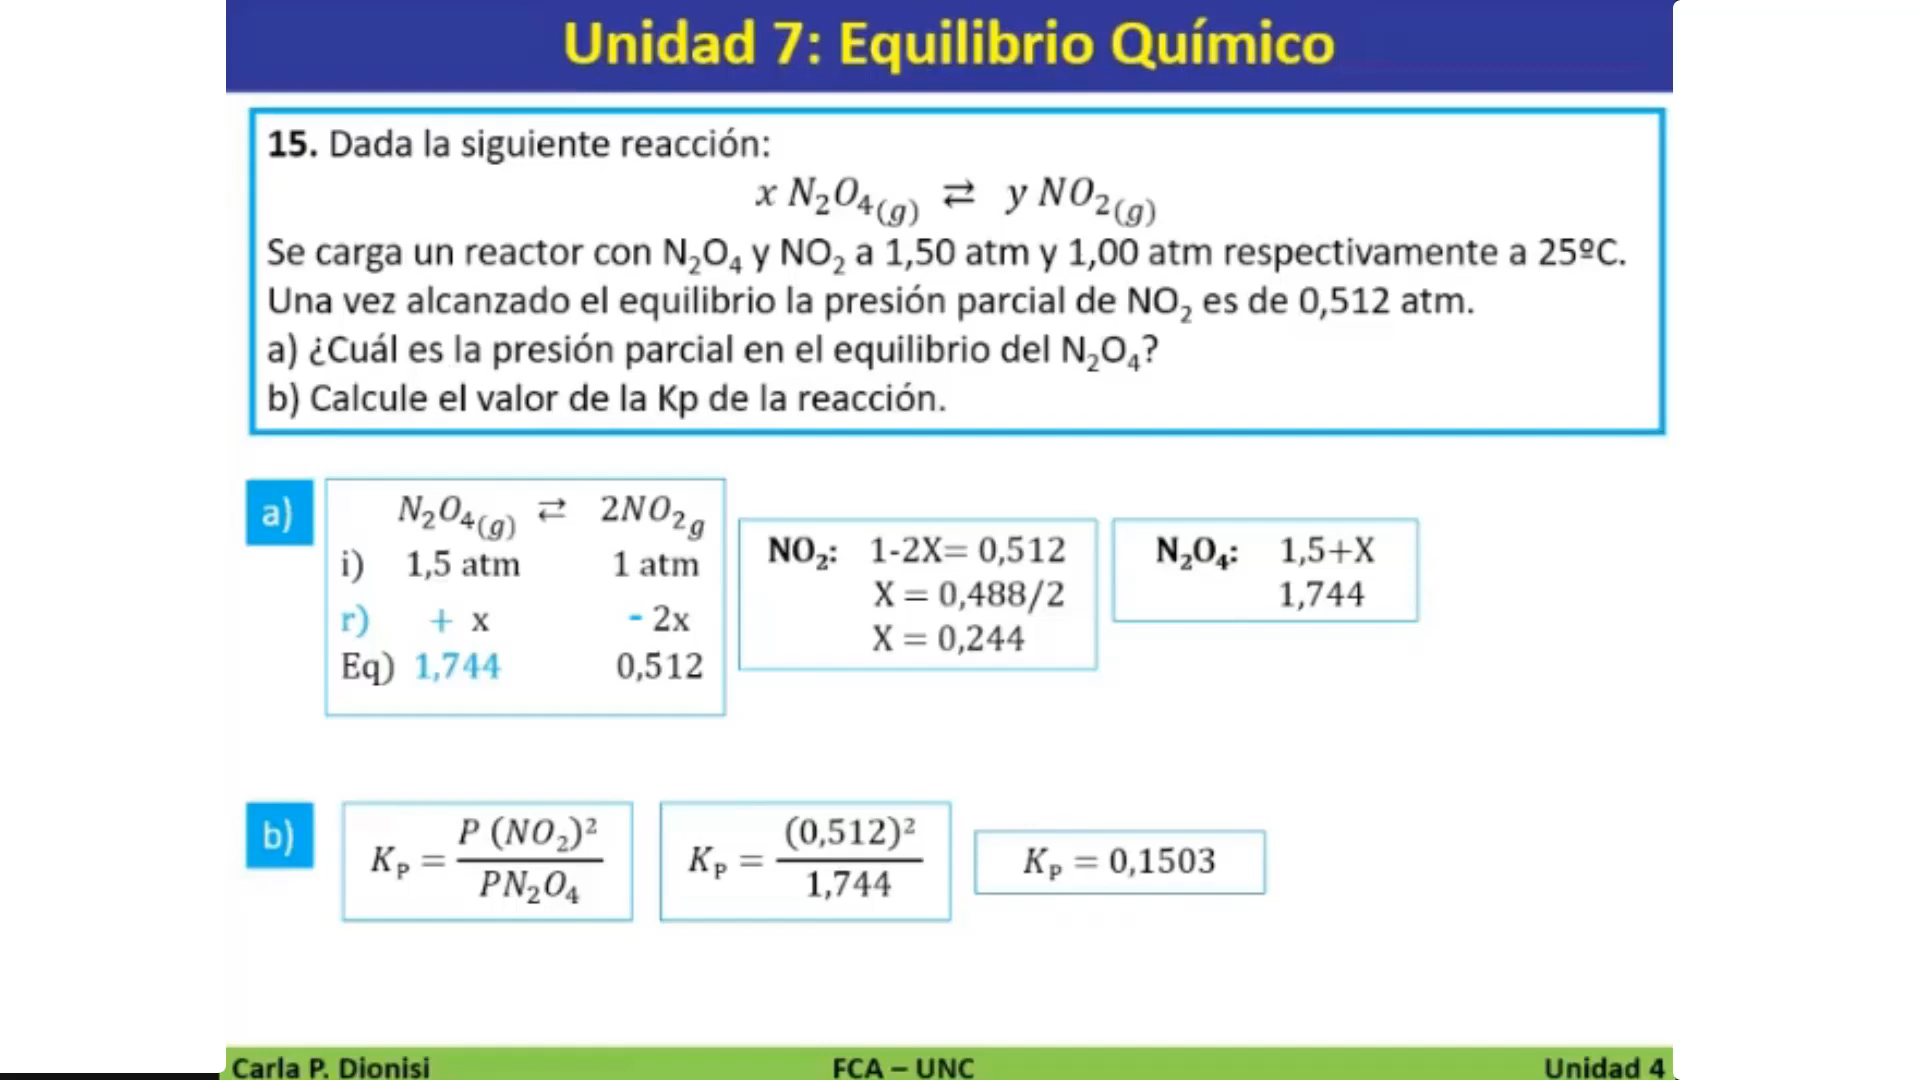 Unidad 7: Equilibrio Químico
15. Dada la siguiente reacción:
x N₂O₄(g) ⇄ y NO₂(g)
Se carga un reactor con N₂O₄ y NO₂ a 1,50 atm y 1,00 atm respectivamente a 25ºC.
Una vez alcanzado el equilibrio la presión parcial de NO₂ es de 0,512 atm.
a) ¿Cuál es la presión parcial en el equilibrio del N₂O₄?
b) Calcule el valor de la Kp de la reacción.
a)
N₂O₄(g) ⇄ 2NO₂g
i) 1,5 atm 1 atm
r) + x - 2x
Eq) 1,744 0,512
NO₂: 1-2X= 0,512
X = 0,488/2
X = 0,244
N₂O₄: 1,5+X
1,744
b)
K_P = P (NO₂)² / PN₂O₄
K_P = (0,512)² / 1,744
K_P = 0,1503
Carla P. Dionisi FCA – UNC Unidad 4